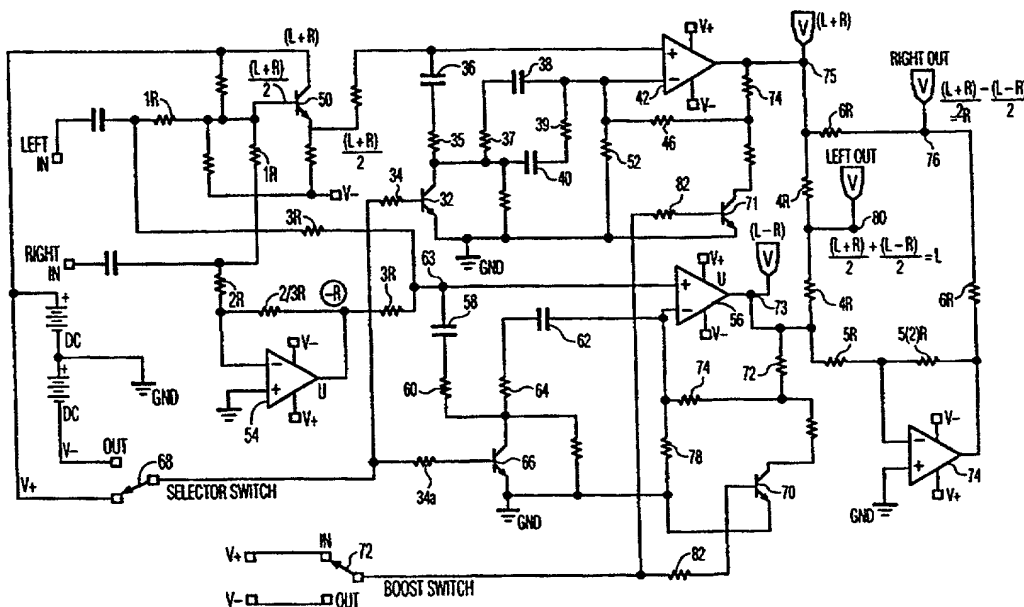 (L+R)
V+
V
(L+R)
RIGHT OUT
(L+R)/2
1R
50
36
38
42
V-
74
75
V
(L+R)/2 - (L-R)/2 =R
6R
76
LEFT IN
35
37
39
46
LEFT OUT
V
1R
(L+R)/2
V-
52
40
34
32
82
71
4R
80
3R
(L-R)
V
(L+R)/2 + (L-R)/2 =L
RIGHT IN
GND
63
V+
U
2R
2/3R
-R
3R
58
56
73
4R
6R
V-
62
+
DC
V-
5R
5(2)R
GND
+
U
60
64
74
72
DC
54
V+
V-
V-
OUT
78
68
66
70
74
V+
SELECTOR SWITCH
34a
V+
GND
GND
IN
72
V+
82
BOOST SWITCH
V-
OUT